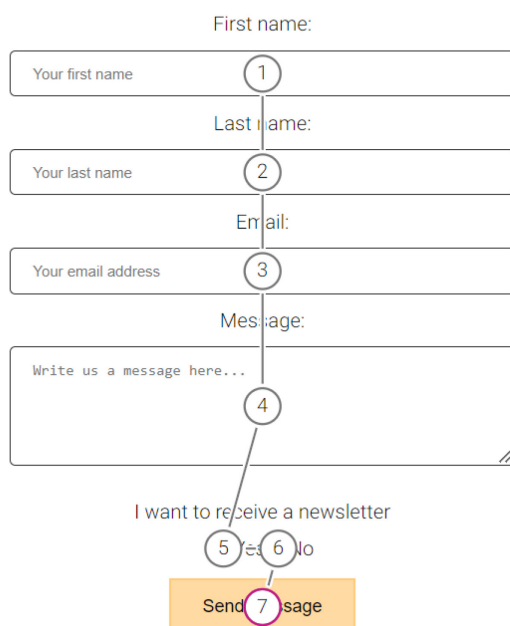 First name:
Your first name 1
Last name:
Your last name 2
Email:
Your email address 3
Message:
Write us a message here...
4
I want to receive a newsletter
5 6 No
Send 7